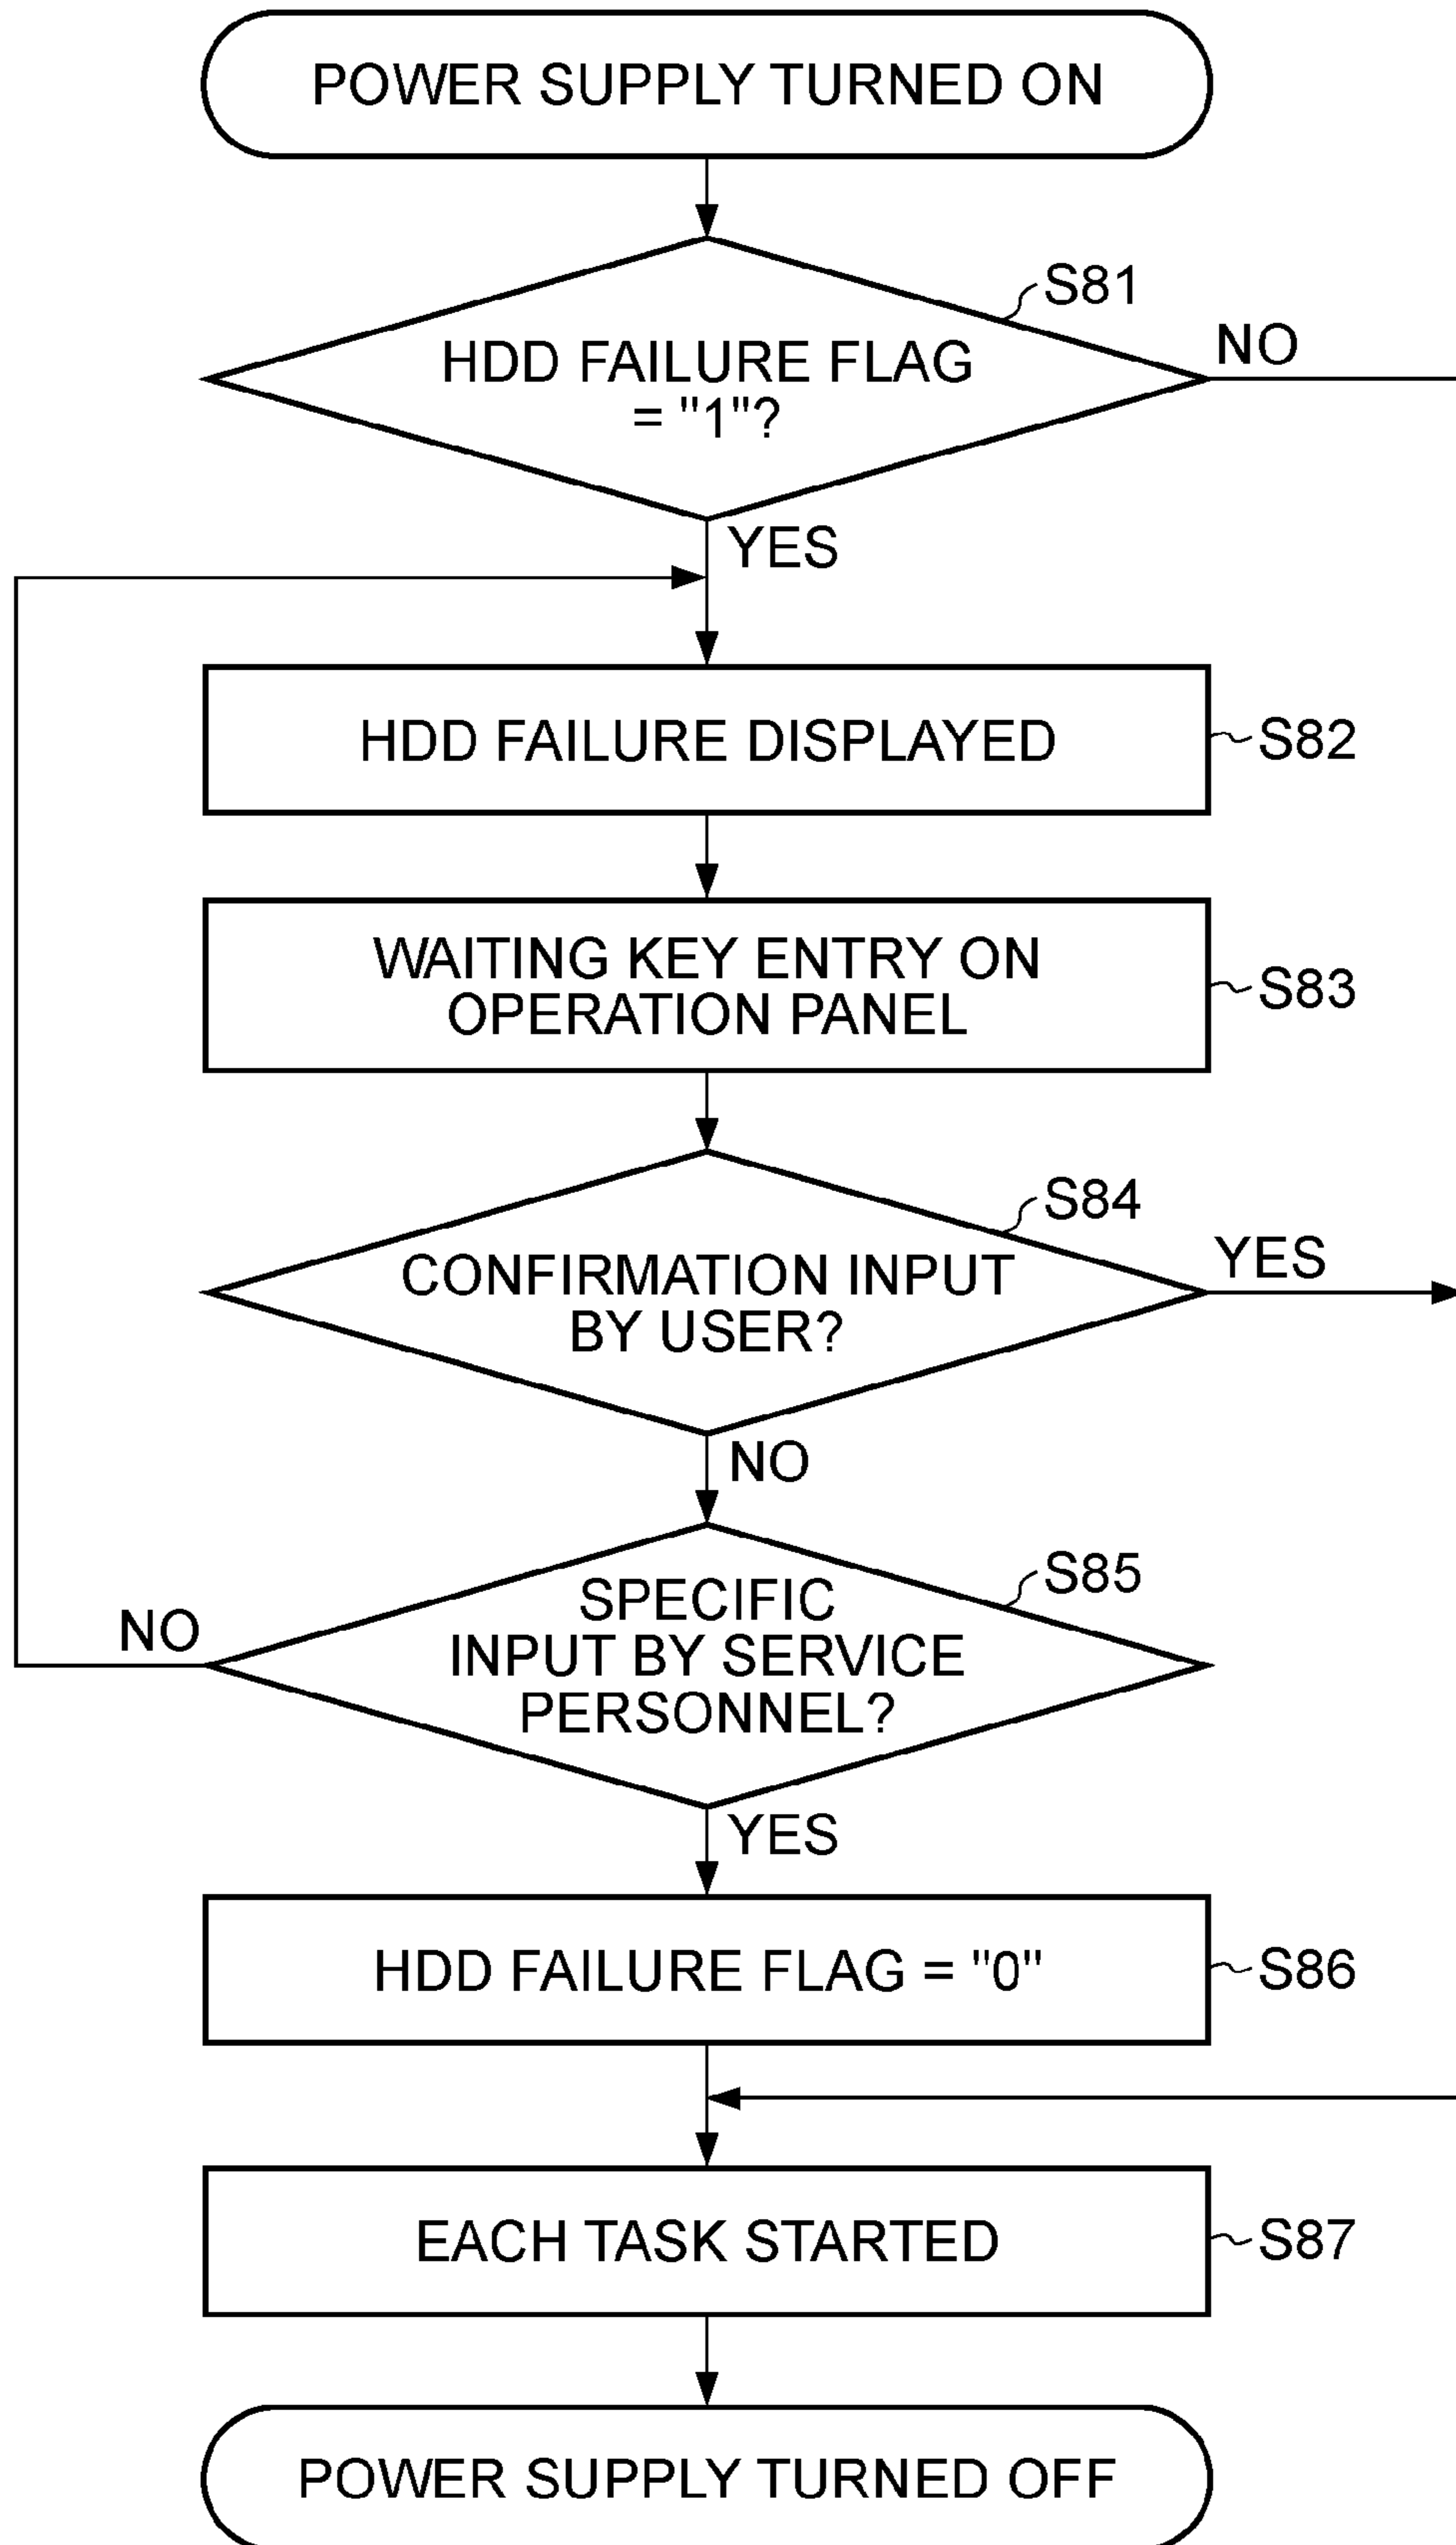 POWER SUPPLY TURNED ON
S81
HDD FAILURE FLAG
= "1"?
NO
YES
HDD FAILURE DISPLAYED
S82
WAITING KEY ENTRY ON
OPERATION PANEL
S83
S84
CONFIRMATION INPUT
BY USER?
YES
NO
S85
SPECIFIC
INPUT BY SERVICE
PERSONNEL?
NO
YES
HDD FAILURE FLAG = "0"
S86
EACH TASK STARTED
S87
POWER SUPPLY TURNED OFF